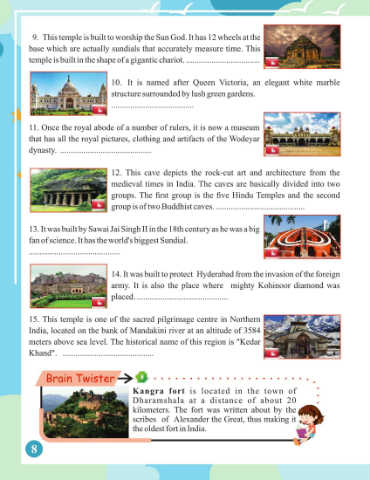 9. This temple is built to worship the Sun God. It has 12 wheels at the
base which are actually sundials that accurately measure time. This
temple is built in the shape of a gigantic chariot. ....................................
10. It is named after Queen Victoria, an elegant white marble
structure surrounded by lush green gardens.
........................................
11. Once the royal abode of a number of rulers, it is now a museum
that has all the royal pictures, clothing and artifacts of the Wodeyar
dynasty. ............................................
12. This cave depicts the rock-cut art and architecture from the
medieval times in India. The caves are basically divided into two
groups. The first group is the five Hindu Temples and the second
group is of two Buddhist caves. ...........................................
13. It was built by Sawai Jai Singh II in the 18th century as he was a big
fan of science. It has the world's biggest Sundial.
............................................
14. It was built to protect Hyderabad from the invasion of the foreign
army. It is also the place where mighty Kohinoor diamond was
placed..............................................
15. This temple is one of the sacred pilgrimage centre in Northern
India, located on the bank of Mandakini river at an altitude of 3584
meters above sea level. The historical name of this region is "Kedar
Khand". ............................................
Brain Twister
Kangra fort is located in the town of
Dharamshala at a distance of about 20
kilometers. The fort was written about by the
scribes of Alexander the Great, thus making it
the oldest fort in India.
8